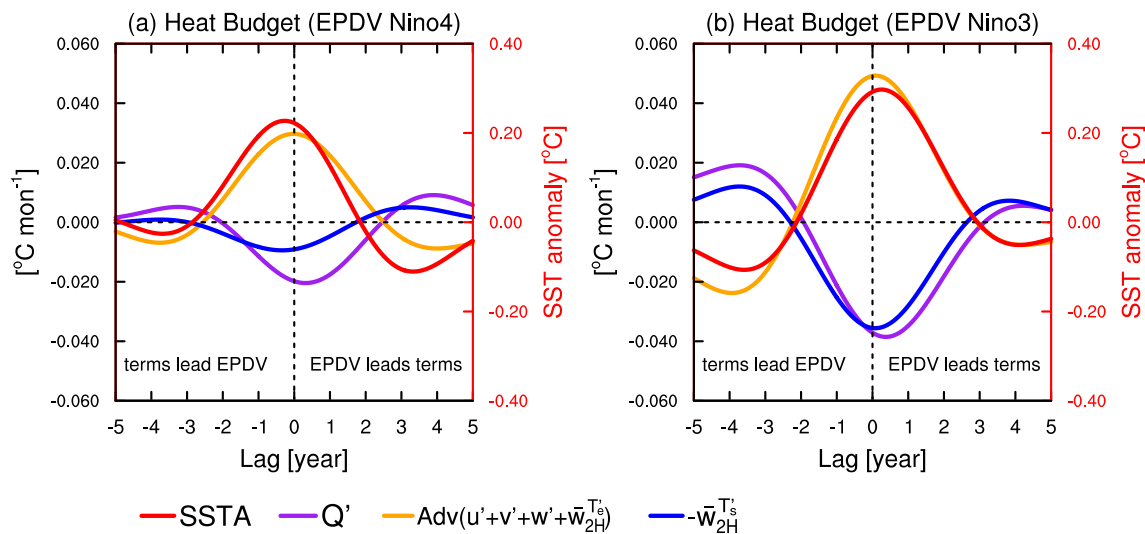 (a) Heat Budget (EPDV Nino4)
0.060
0.040
0.020
0.000
-0.020
-0.040
-0.060
[°C mon⁻¹]
0.40
0.20
0.00
-0.20
-0.40
SST anomaly [°C]
terms lead EPDV
EPDV leads terms
-5 -4 -3 -2 -1 0 1 2 3 4 5
Lag [year]
(b) Heat Budget (EPDV Nino3)
0.060
0.040
0.020
0.000
-0.020
-0.040
-0.060
[°C mon⁻¹]
0.40
0.20
0.00
-0.20
-0.40
SST anomaly [°C]
terms lead EPDV
EPDV leads terms
-5 -4 -3 -2 -1 0 1 2 3 4 5
Lag [year]
SSTA Q' Adv(u'+v'+w'+w̄_{2H}^{T'_e}) -w̄_{2H}^{T'_s}